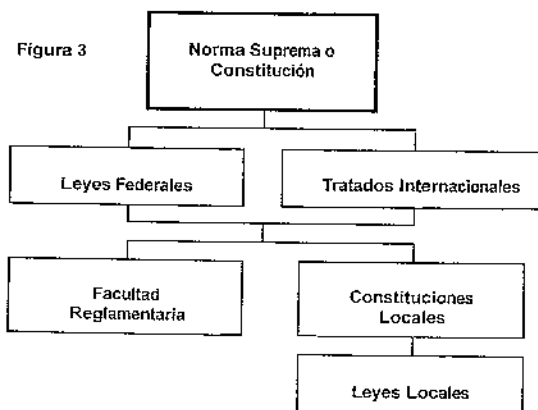 Figura 3
Norma Suprema o
Constitución
Leyes Federales
Tratados Internacionales
Facultad
Reglamentaria
Constituciones
Locales
Leyes Locales